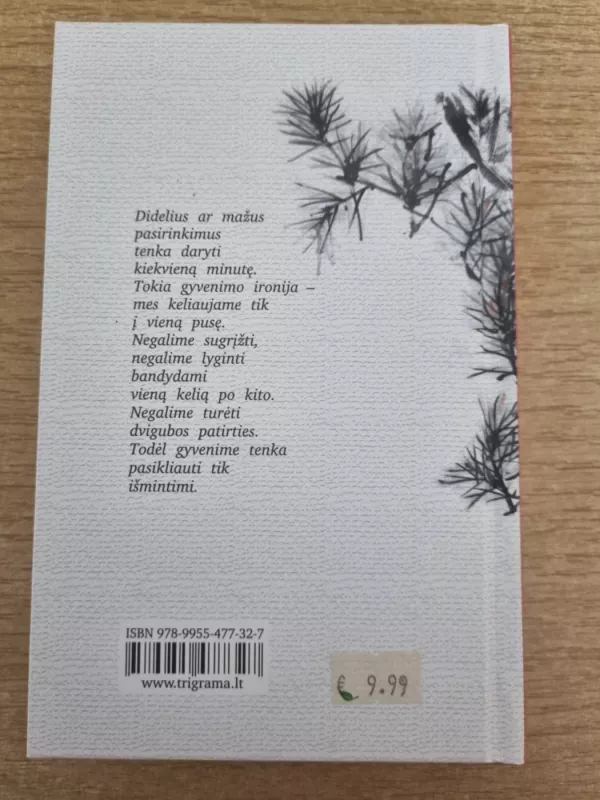 Didelius ar mažus
pasirinkimus
tenka daryti
kiekvieną minutę.
Tokia gyvenimo ironija –
mes keliaujame tik
į vieną pusę.
Negalime sugrįžti,
negalime lyginti
bandydami
vieną kelią po kito.
Negalime turėti
dvigubos patirties.
Todėl gyvenime tenka
pasikliauti tik
išmintimi.
ISBN 978-9955-477-32-7
www.trigrama.lt
€ 9.99